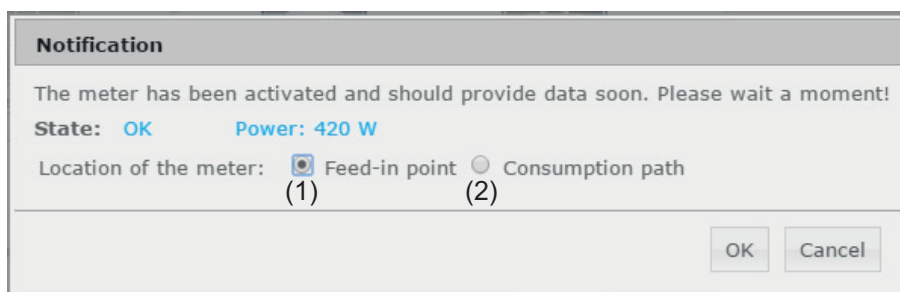 Notification
The meter has been activated and should provide data soon. Please wait a moment!
State: OK Power: 420 W
Location of the meter: Feed-in point Consumption path
(1) (2)
OK Cancel